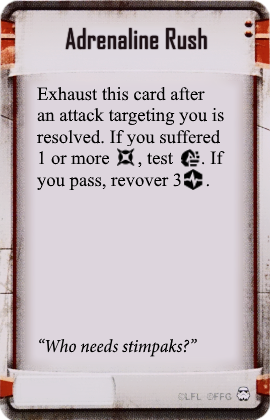 Adrenaline Rush
Exhaust this card after
an attack targeting you is
resolved. If you suffered
1 or more , test . If
you pass, revover 3 .
“Who needs stimpaks?”
©LFL ©FFG